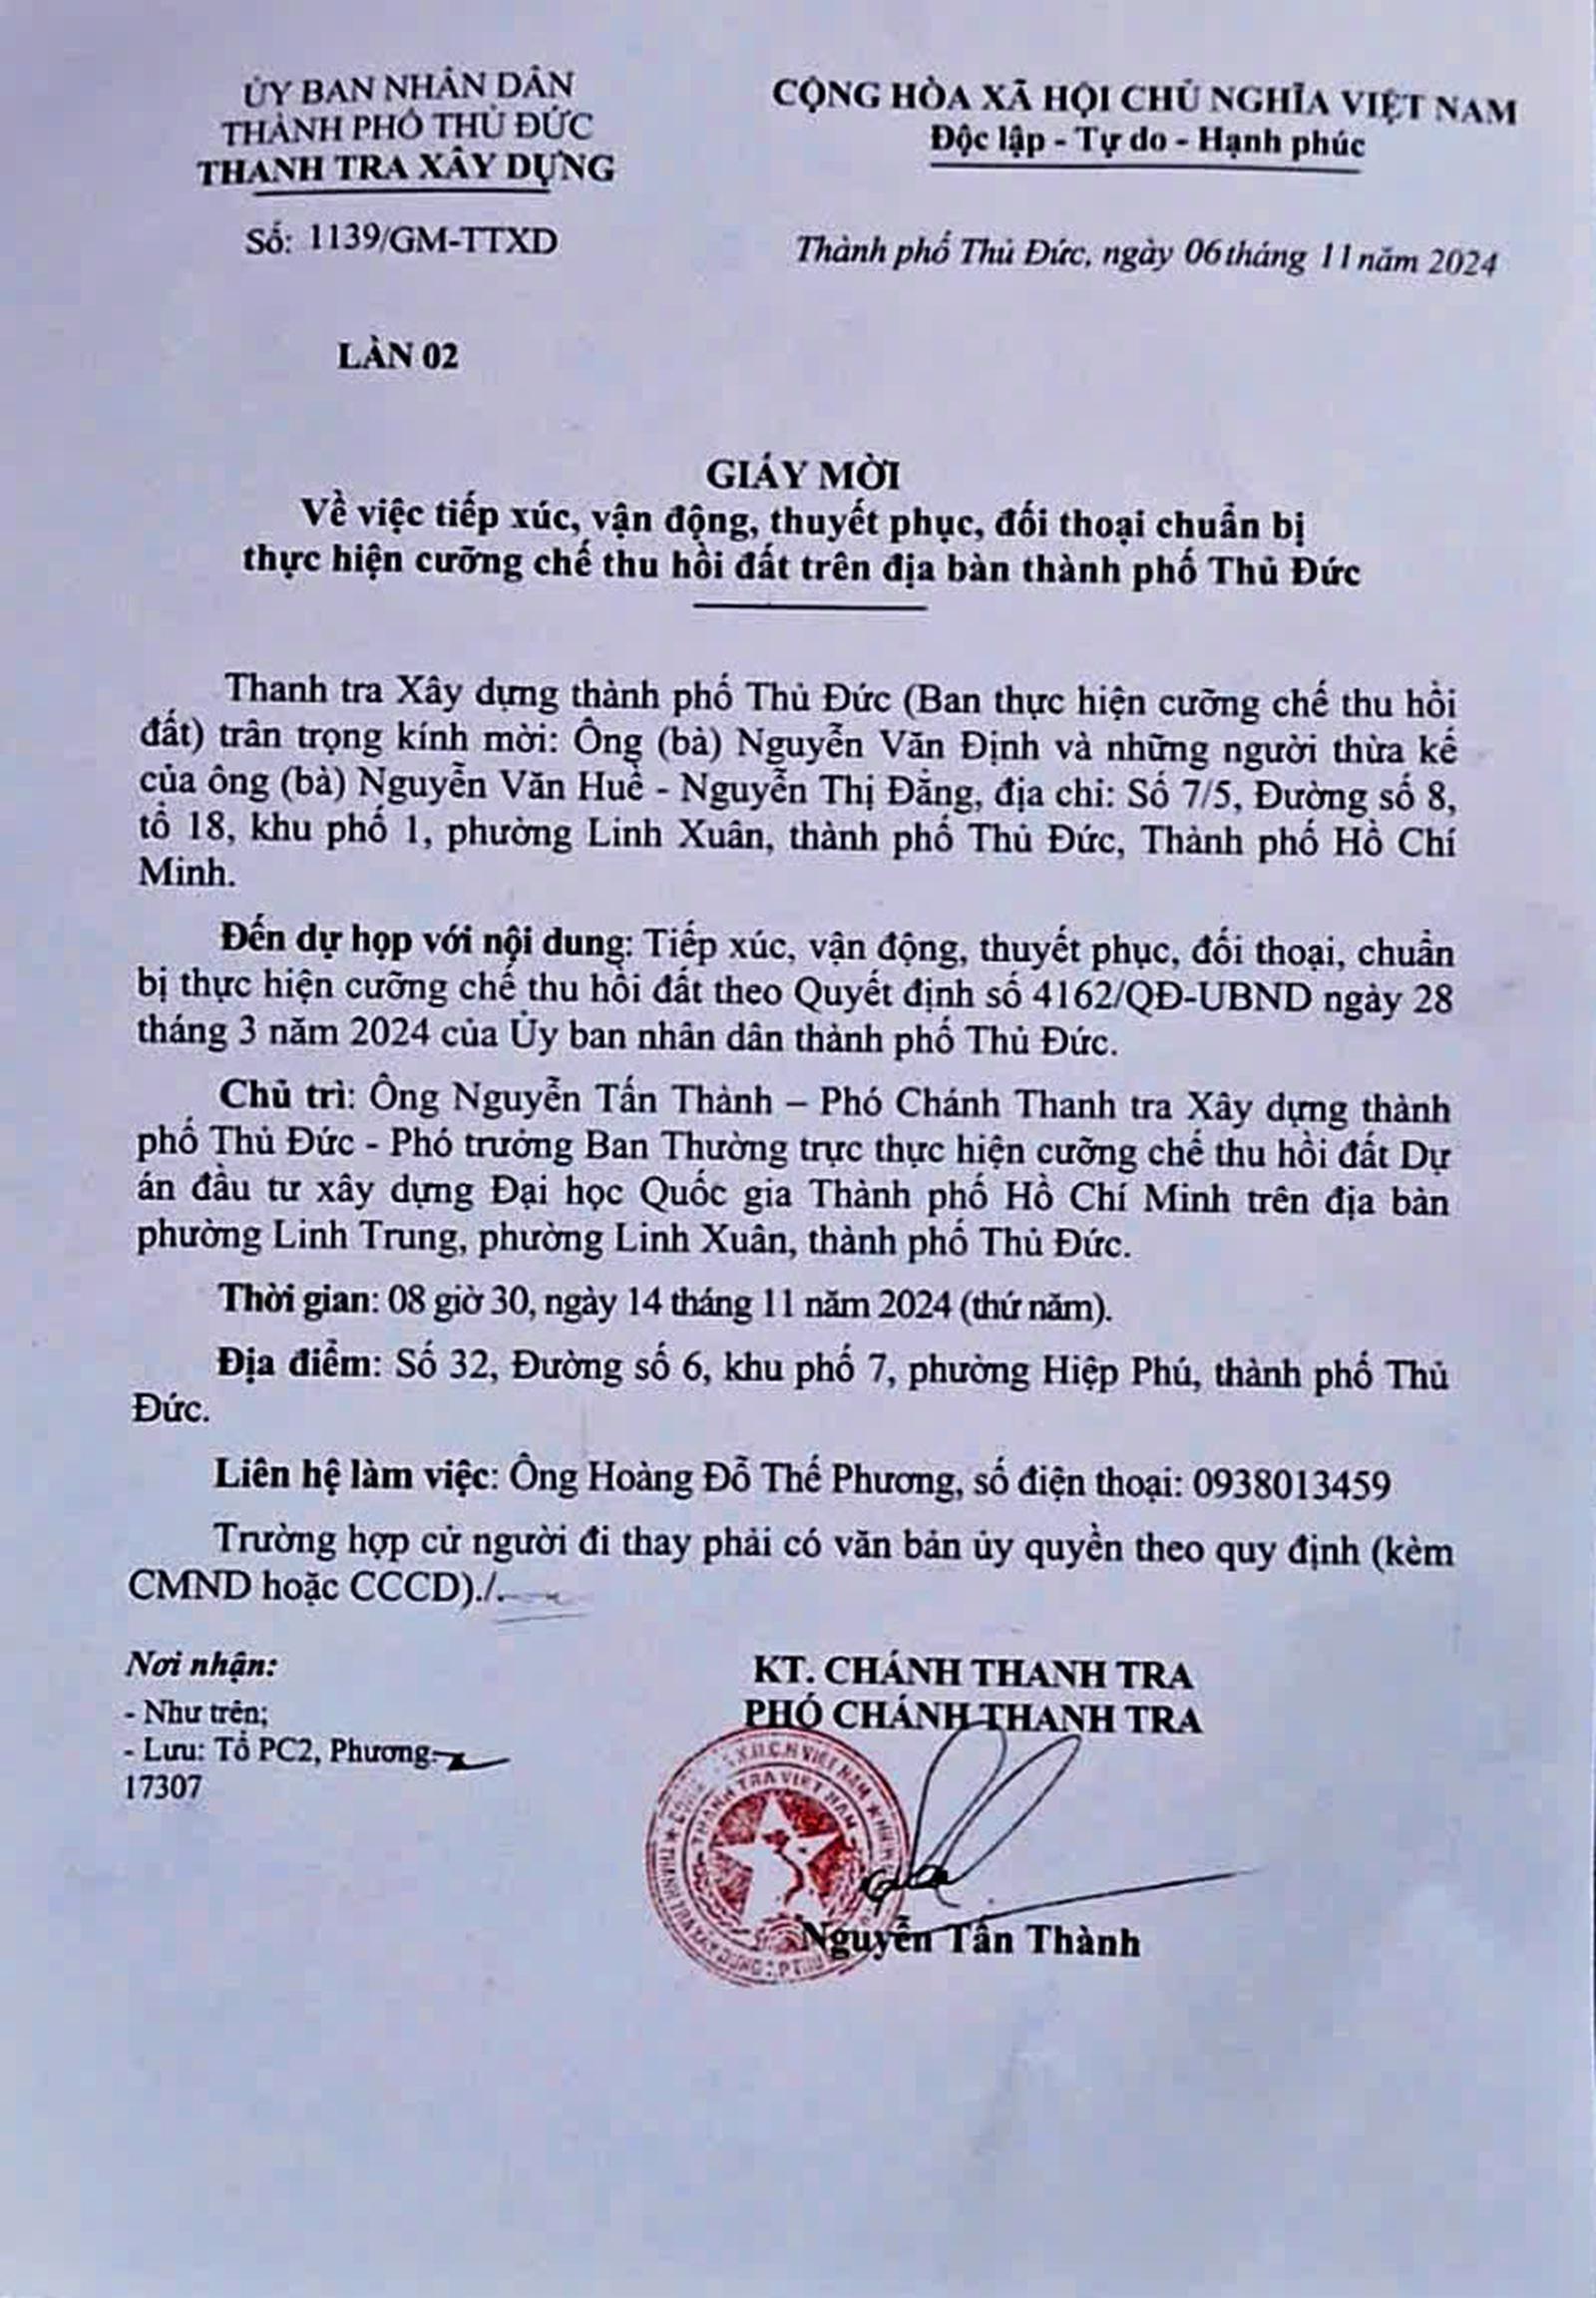 ỦY BAN NHÂN DÂN
THÀNH PHỐ THỦ ĐỨC
THANH TRA XÂY DỰNG
Số: 1139/GM-TTXD
CỘNG HÒA XÃ HỘI CHỦ NGHĨA VIỆT NAM
Độc lập - Tự do - Hạnh phúc
Thành phố Thủ Đức, ngày 06 tháng 11 năm 2024
LẦN 02
GIẤY MỜI
Về việc tiếp xúc, vận động, thuyết phục, đối thoại chuẩn bị
thực hiện cưỡng chế thu hồi đất trên địa bàn thành phố Thủ Đức
Thanh tra Xây dựng thành phố Thủ Đức (Ban thực hiện cưỡng chế thu hồi
đất) trân trọng kính mời: Ông (bà) Nguyễn Văn Định và những người thừa kế
của ông (bà) Nguyễn Văn Huê - Nguyễn Thị Đăng, địa chỉ: Số 7/5, Đường số 8,
tổ 18, khu phố 1, phường Linh Xuân, thành phố Thủ Đức, Thành phố Hồ Chí
Minh.
Đến dự họp với nội dung: Tiếp xúc, vận động, thuyết phục, đối thoại, chuẩn
bị thực hiện cưỡng chế thu hồi đất theo Quyết định số 4162/QĐ-UBND ngày 28
tháng 3 năm 2024 của Ủy ban nhân dân thành phố Thủ Đức.
Chủ trì: Ông Nguyễn Tấn Thành – Phó Chánh Thanh tra Xây dựng thành
phố Thủ Đức - Phó trưởng Ban Thường trực thực hiện cưỡng chế thu hồi đất Dự
án đầu tư xây dựng Đại học Quốc gia Thành phố Hồ Chí Minh trên địa bàn
phường Linh Trung, phường Linh Xuân, thành phố Thủ Đức.
Thời gian: 08 giờ 30, ngày 14 tháng 11 năm 2024 (thứ năm).
Địa điểm: Số 32, Đường số 6, khu phố 7, phường Hiệp Phú, thành phố Thủ
Đức.
Liên hệ làm việc: Ông Hoàng Đỗ Thế Phương, số điện thoại: 0938013459
Trường hợp cử người đi thay phải có văn bản ủy quyền theo quy định (kèm
CMND hoặc CCCD)./.
Nơi nhận:
- Như trên;
- Lưu: Tổ PC2, Phương.
17307
KT. CHÁNH THANH TRA
PHÓ CHÁNH THANH TRA
THANH TRA VIỆT NAM
Nguyễn Tấn Thành